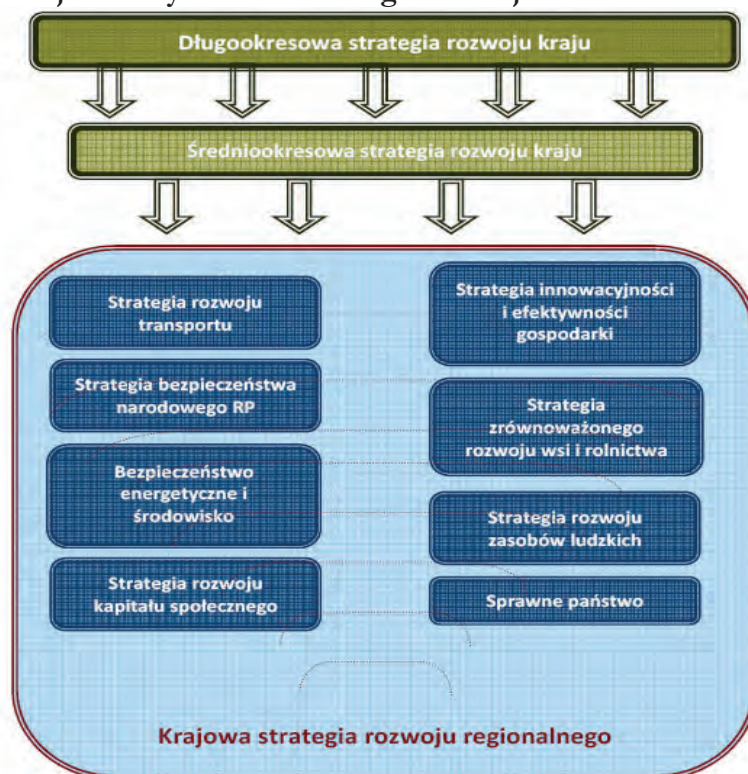 Długookresowa strategia rozwoju kraju
Średniookresowa strategia rozwoju kraju
Strategia rozwoju
transportu
Strategia bezpieczeństwa
narodowego RP
Bezpieczeństwo
energetyczne i
środowisko
Strategia rozwoju
kapitału społecznego
Strategia innowacyjności
i efektywności
gospodarki
Strategia
zrównoważonego
rozwoju wsi i rolnictwa
Strategia rozwoju
zasobów ludzkich
Sprawne państwo
Krajowa strategia rozwoju regionalnego